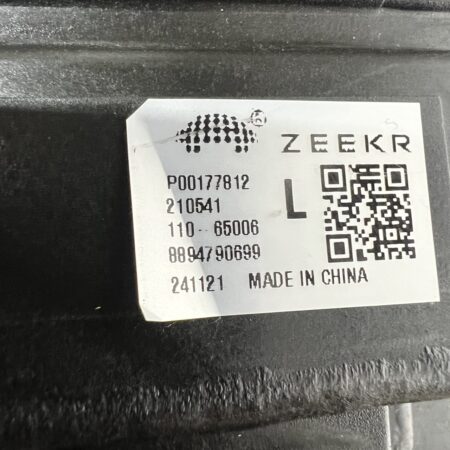 ZEEKR
P00177812
210541
110 - 65006
8894790699
L
241121 MADE IN CHINA